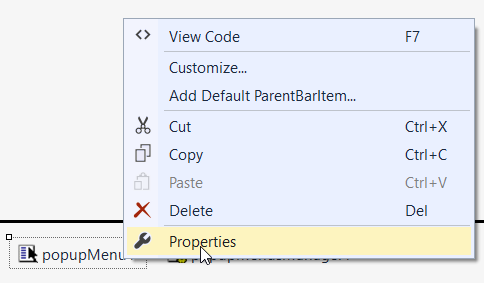 View Code F7
Customize...
Add Default ParentBarItem...
Cut Ctrl+X
Copy Ctrl+C
Paste Ctrl+V
Delete Del
Properties
popupMenu